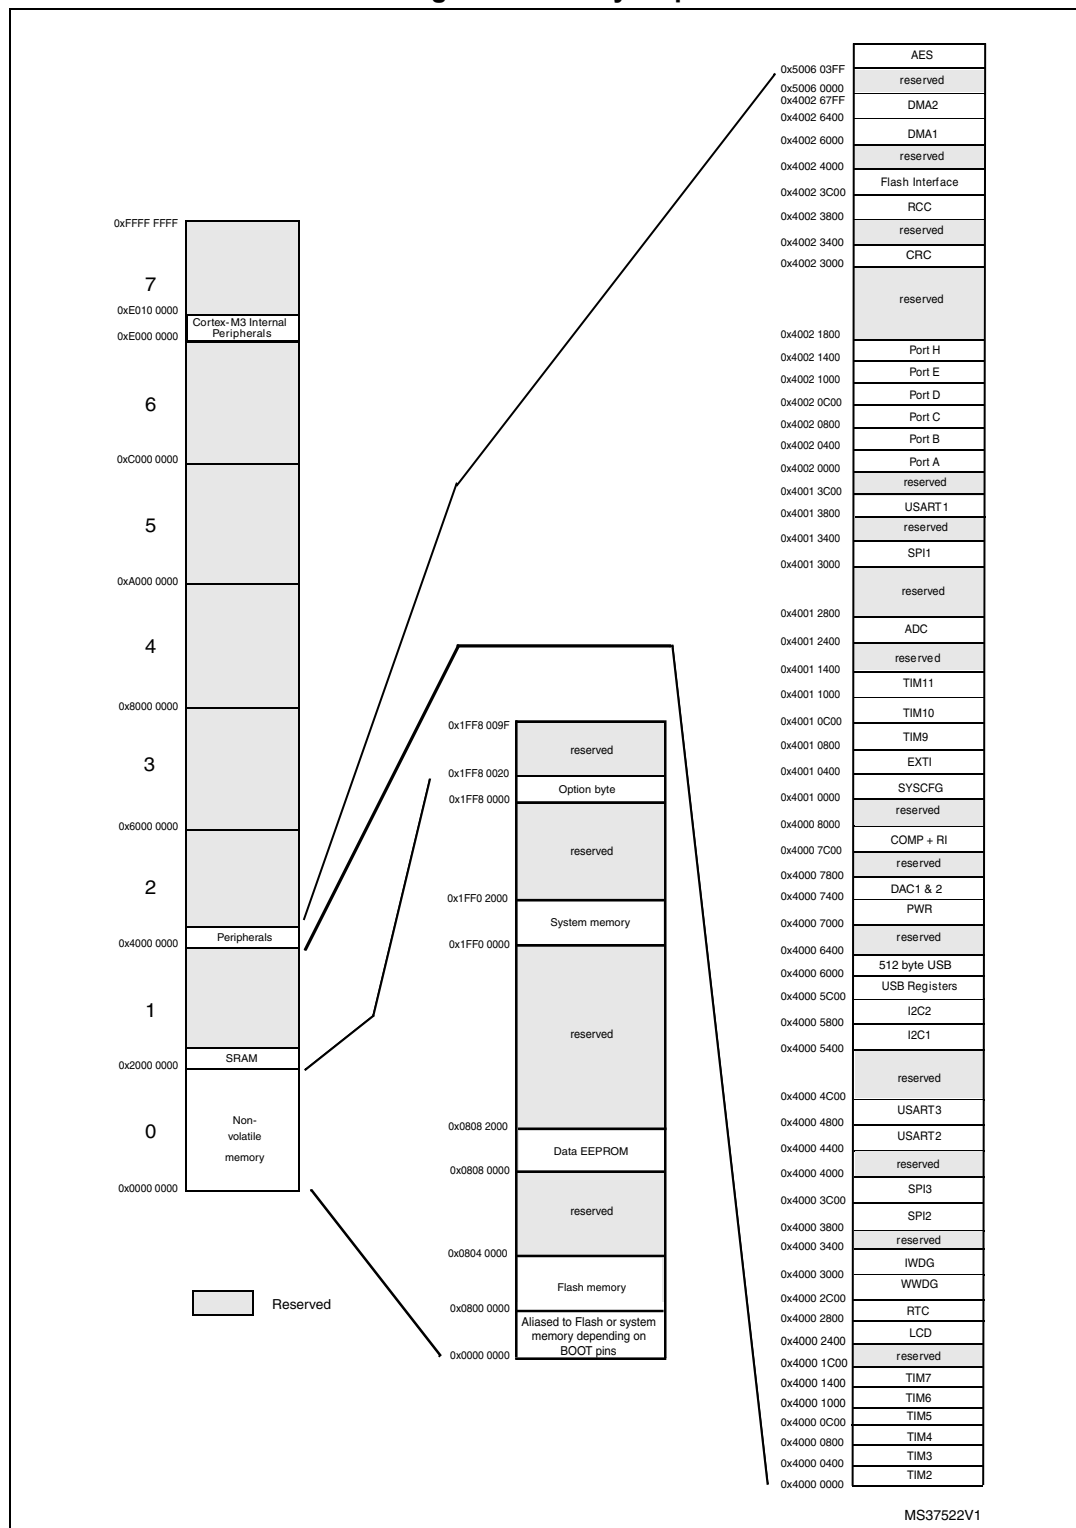 0xFFFF FFFF
7
0xE010 0000
Cortex-M3 Internal
Peripherals
0xE000 0000
6
0xC000 0000
5
0xA000 0000
4
0x8000 0000
3
0x6000 0000
2
Peripherals
0x4000 0000
1
SRAM
0x2000 0000
0
Non-
volatile
memory
0x0000 0000
Reserved
0x1FF8 009F
reserved
0x1FF8 0020
Option byte
0x1FF8 0000
reserved
0x1FF0 2000
System memory
0x1FF0 0000
reserved
0x0808 2000
Data EEPROM
0x0808 0000
reserved
0x0804 0000
Flash memory
0x0800 0000
Aliased to Flash or system
memory depending on
BOOT pins
0x0000 0000
AES
0x5006 03FF
reserved
0x5006 0000
0x4002 67FF
DMA2
0x4002 6400
DMA1
0x4002 6000
reserved
0x4002 4000
Flash Interface
0x4002 3C00
RCC
0x4002 3800
reserved
0x4002 3400
CRC
0x4002 3000
reserved
0x4002 1800
Port H
0x4002 1400
Port E
0x4002 1000
Port D
0x4002 0C00
Port C
0x4002 0800
Port B
0x4002 0400
Port A
0x4002 0000
reserved
0x4001 3C00
USART1
0x4001 3800
reserved
0x4001 3400
SPI1
0x4001 3000
reserved
0x4001 2800
ADC
0x4001 2400
reserved
0x4001 1400
TIM11
0x4001 1000
TIM10
0x4001 0C00
TIM9
0x4001 0800
EXTI
0x4001 0400
SYSCFG
0x4001 0000
reserved
0x4000 8000
COMP + RI
0x4000 7C00
reserved
0x4000 7800
DAC1 & 2
0x4000 7400
PWR
0x4000 7000
reserved
0x4000 6400
512 byte USB
0x4000 6000
USB Registers
0x4000 5C00
I2C2
0x4000 5800
I2C1
0x4000 5400
reserved
0x4000 4C00
USART3
0x4000 4800
USART2
0x4000 4400
reserved
0x4000 4000
SPI3
0x4000 3C00
SPI2
0x4000 3800
reserved
0x4000 3400
IWDG
0x4000 3000
WWDG
0x4000 2C00
RTC
0x4000 2800
LCD
0x4000 2400
reserved
0x4000 1C00
TIM7
0x4000 1400
TIM6
0x4000 1000
TIM5
0x4000 0C00
TIM4
0x4000 0800
TIM3
0x4000 0400
TIM2
0x4000 0000
MS37522V1